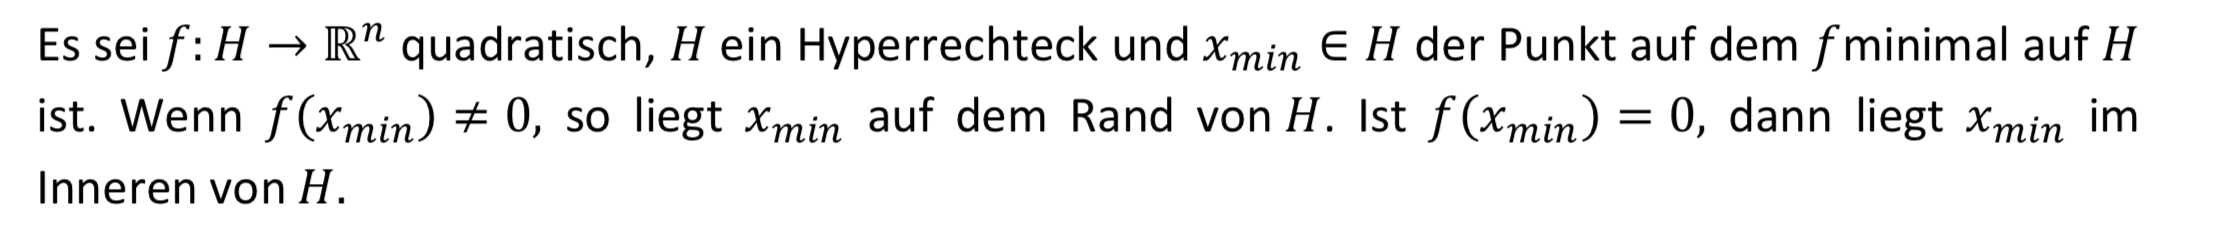 Es sei f: H → ℝⁿ quadratisch, H ein Hyperrechteck und x_min ∈ H der Punkt auf dem f minimal auf H
ist. Wenn f(x_min) ≠ 0, so liegt x_min auf dem Rand von H. Ist f(x_min) = 0, dann liegt x_min im
Inneren von H.